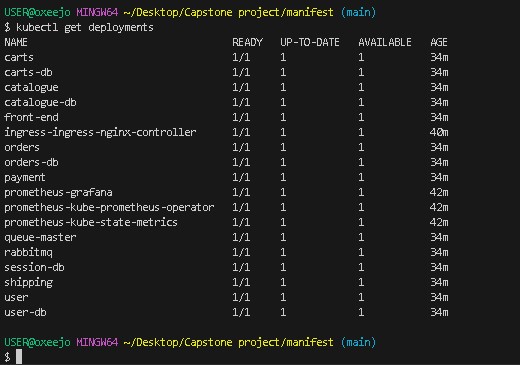 USER@oxeejo MINGW64 ~/Desktop/Capstone project/manifest (main)
$ kubectl get deployments
NAME READY UP-TO-DATE AVAILABLE AGE
carts 1/1 1 1 34m
carts-db 1/1 1 1 34m
catalogue 1/1 1 1 34m
catalogue-db 1/1 1 1 34m
front-end 1/1 1 1 34m
ingress-ingress-nginx-controller 1/1 1 1 40m
orders 1/1 1 1 34m
orders-db 1/1 1 1 34m
payment 1/1 1 1 34m
prometheus-grafana 1/1 1 1 42m
prometheus-kube-prometheus-operator 1/1 1 1 42m
prometheus-kube-state-metrics 1/1 1 1 42m
queue-master 1/1 1 1 34m
rabbitmq 1/1 1 1 34m
session-db 1/1 1 1 34m
shipping 1/1 1 1 34m
user 1/1 1 1 34m
user-db 1/1 1 1 34m
USER@oxeejo MINGW64 ~/Desktop/Capstone project/manifest (main)
$